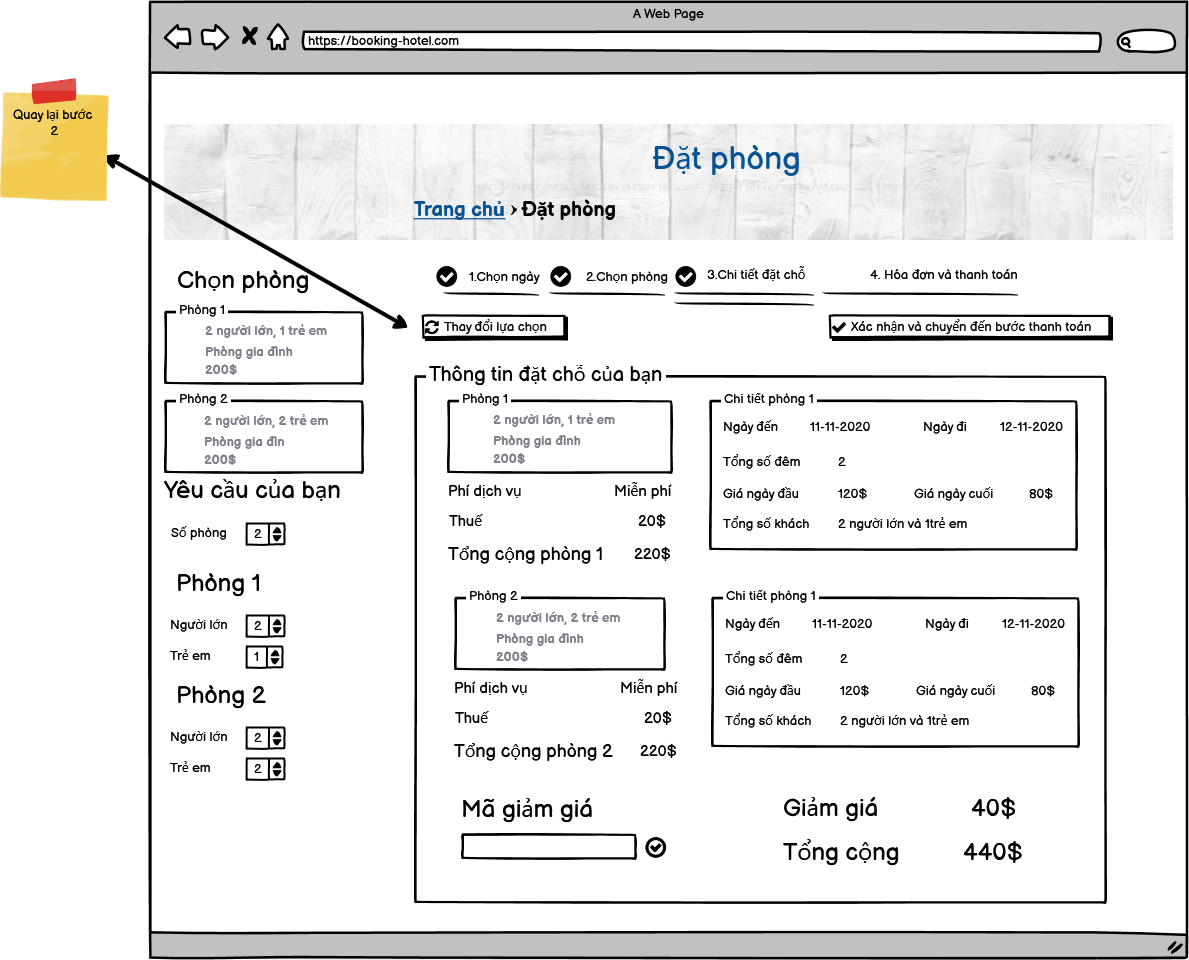 A Web Page
https://booking-hotel.com
Quay lại bước
2
Đặt phòng
Trang chủ › Đặt phòng
Chọn phòng
Phòng 1
2 người lớn, 1 trẻ em
Phòng gia đình
200$
Phòng 2
2 người lớn, 2 trẻ em
Phòng gia đìn
200$
Yêu cầu của bạn
Số phòng 2
Phòng 1
Người lớn 2
Trẻ em 1
Phòng 2
Người lớn 2
Trẻ em 2
1.Chọn ngày 2.Chọn phòng 3.Chi tiết đặt chỗ 4. Hóa đơn và thanh toán
Thay đổi lựa chọn Xác nhận và chuyển đến bước thanh toán
Thông tin đặt chỗ của bạn
Phòng 1
2 người lớn, 1 trẻ em
Phòng gia đình
200$
Phí dịch vụ Miễn phí
Thuế 20$
Tổng cộng phòng 1 220$
Chi tiết phòng 1
Ngày đến 11-11-2020 Ngày đi 12-11-2020
Tổng số đêm 2
Giá ngày đầu 120$ Giá ngày cuối 80$
Tổng số khách 2 người lớn và 1trẻ em
Phòng 2
2 người lớn, 2 trẻ em
Phòng gia đình
200$
Phí dịch vụ Miễn phí
Thuế 20$
Tổng cộng phòng 2 220$
Chi tiết phòng 1
Ngày đến 11-11-2020 Ngày đi 12-11-2020
Tổng số đêm 2
Giá ngày đầu 120$ Giá ngày cuối 80$
Tổng số khách 2 người lớn và 1trẻ em
Mã giảm giá
Giảm giá 40$
Tổng cộng 440$